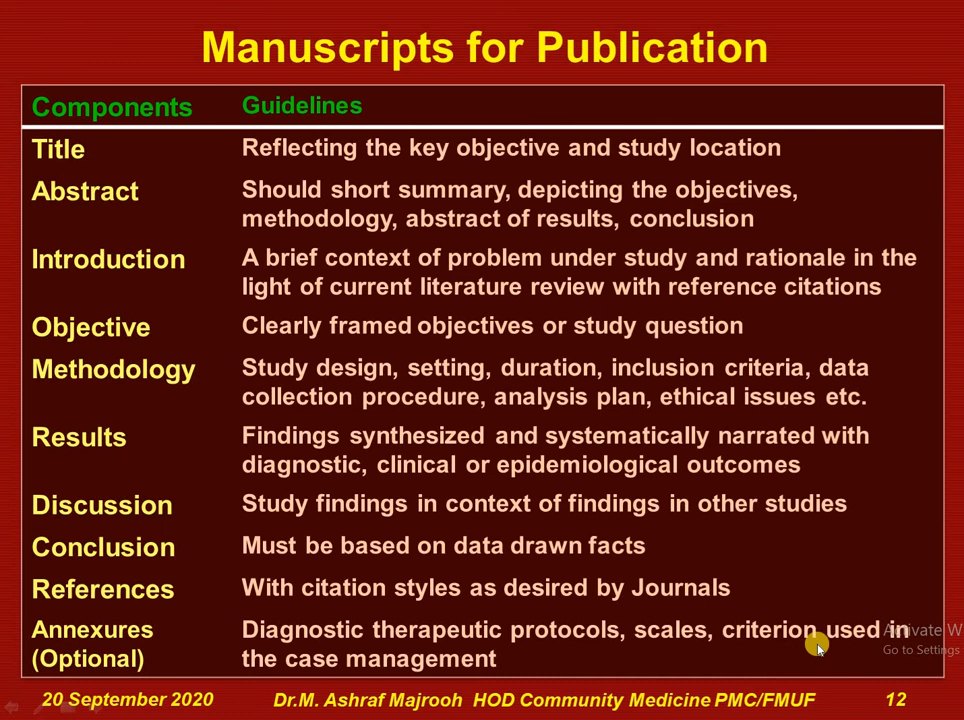 Manuscripts for Publication
Components Guidelines
Title Reflecting the key objective and study location
Abstract Should short summary, depicting the objectives,
methodology, abstract of results, conclusion
Introduction A brief context of problem under study and rationale in the
light of current literature review with reference citations
Objective Clearly framed objectives or study question
Methodology Study design, setting, duration, inclusion criteria, data
collection procedure, analysis plan, ethical issues etc.
Results Findings synthesized and systematically narrated with
diagnostic, clinical or epidemiological outcomes
Discussion Study findings in context of findings in other studies
Conclusion Must be based on data drawn facts
References With citation styles as desired by Journals
Annexures Diagnostic therapeutic protocols, scales, criterion used in
(Optional) the case management
Activate W
Go to Settings
20 September 2020 Dr.M. Ashraf Majrooh HOD Community Medicine PMC/FMUF 12